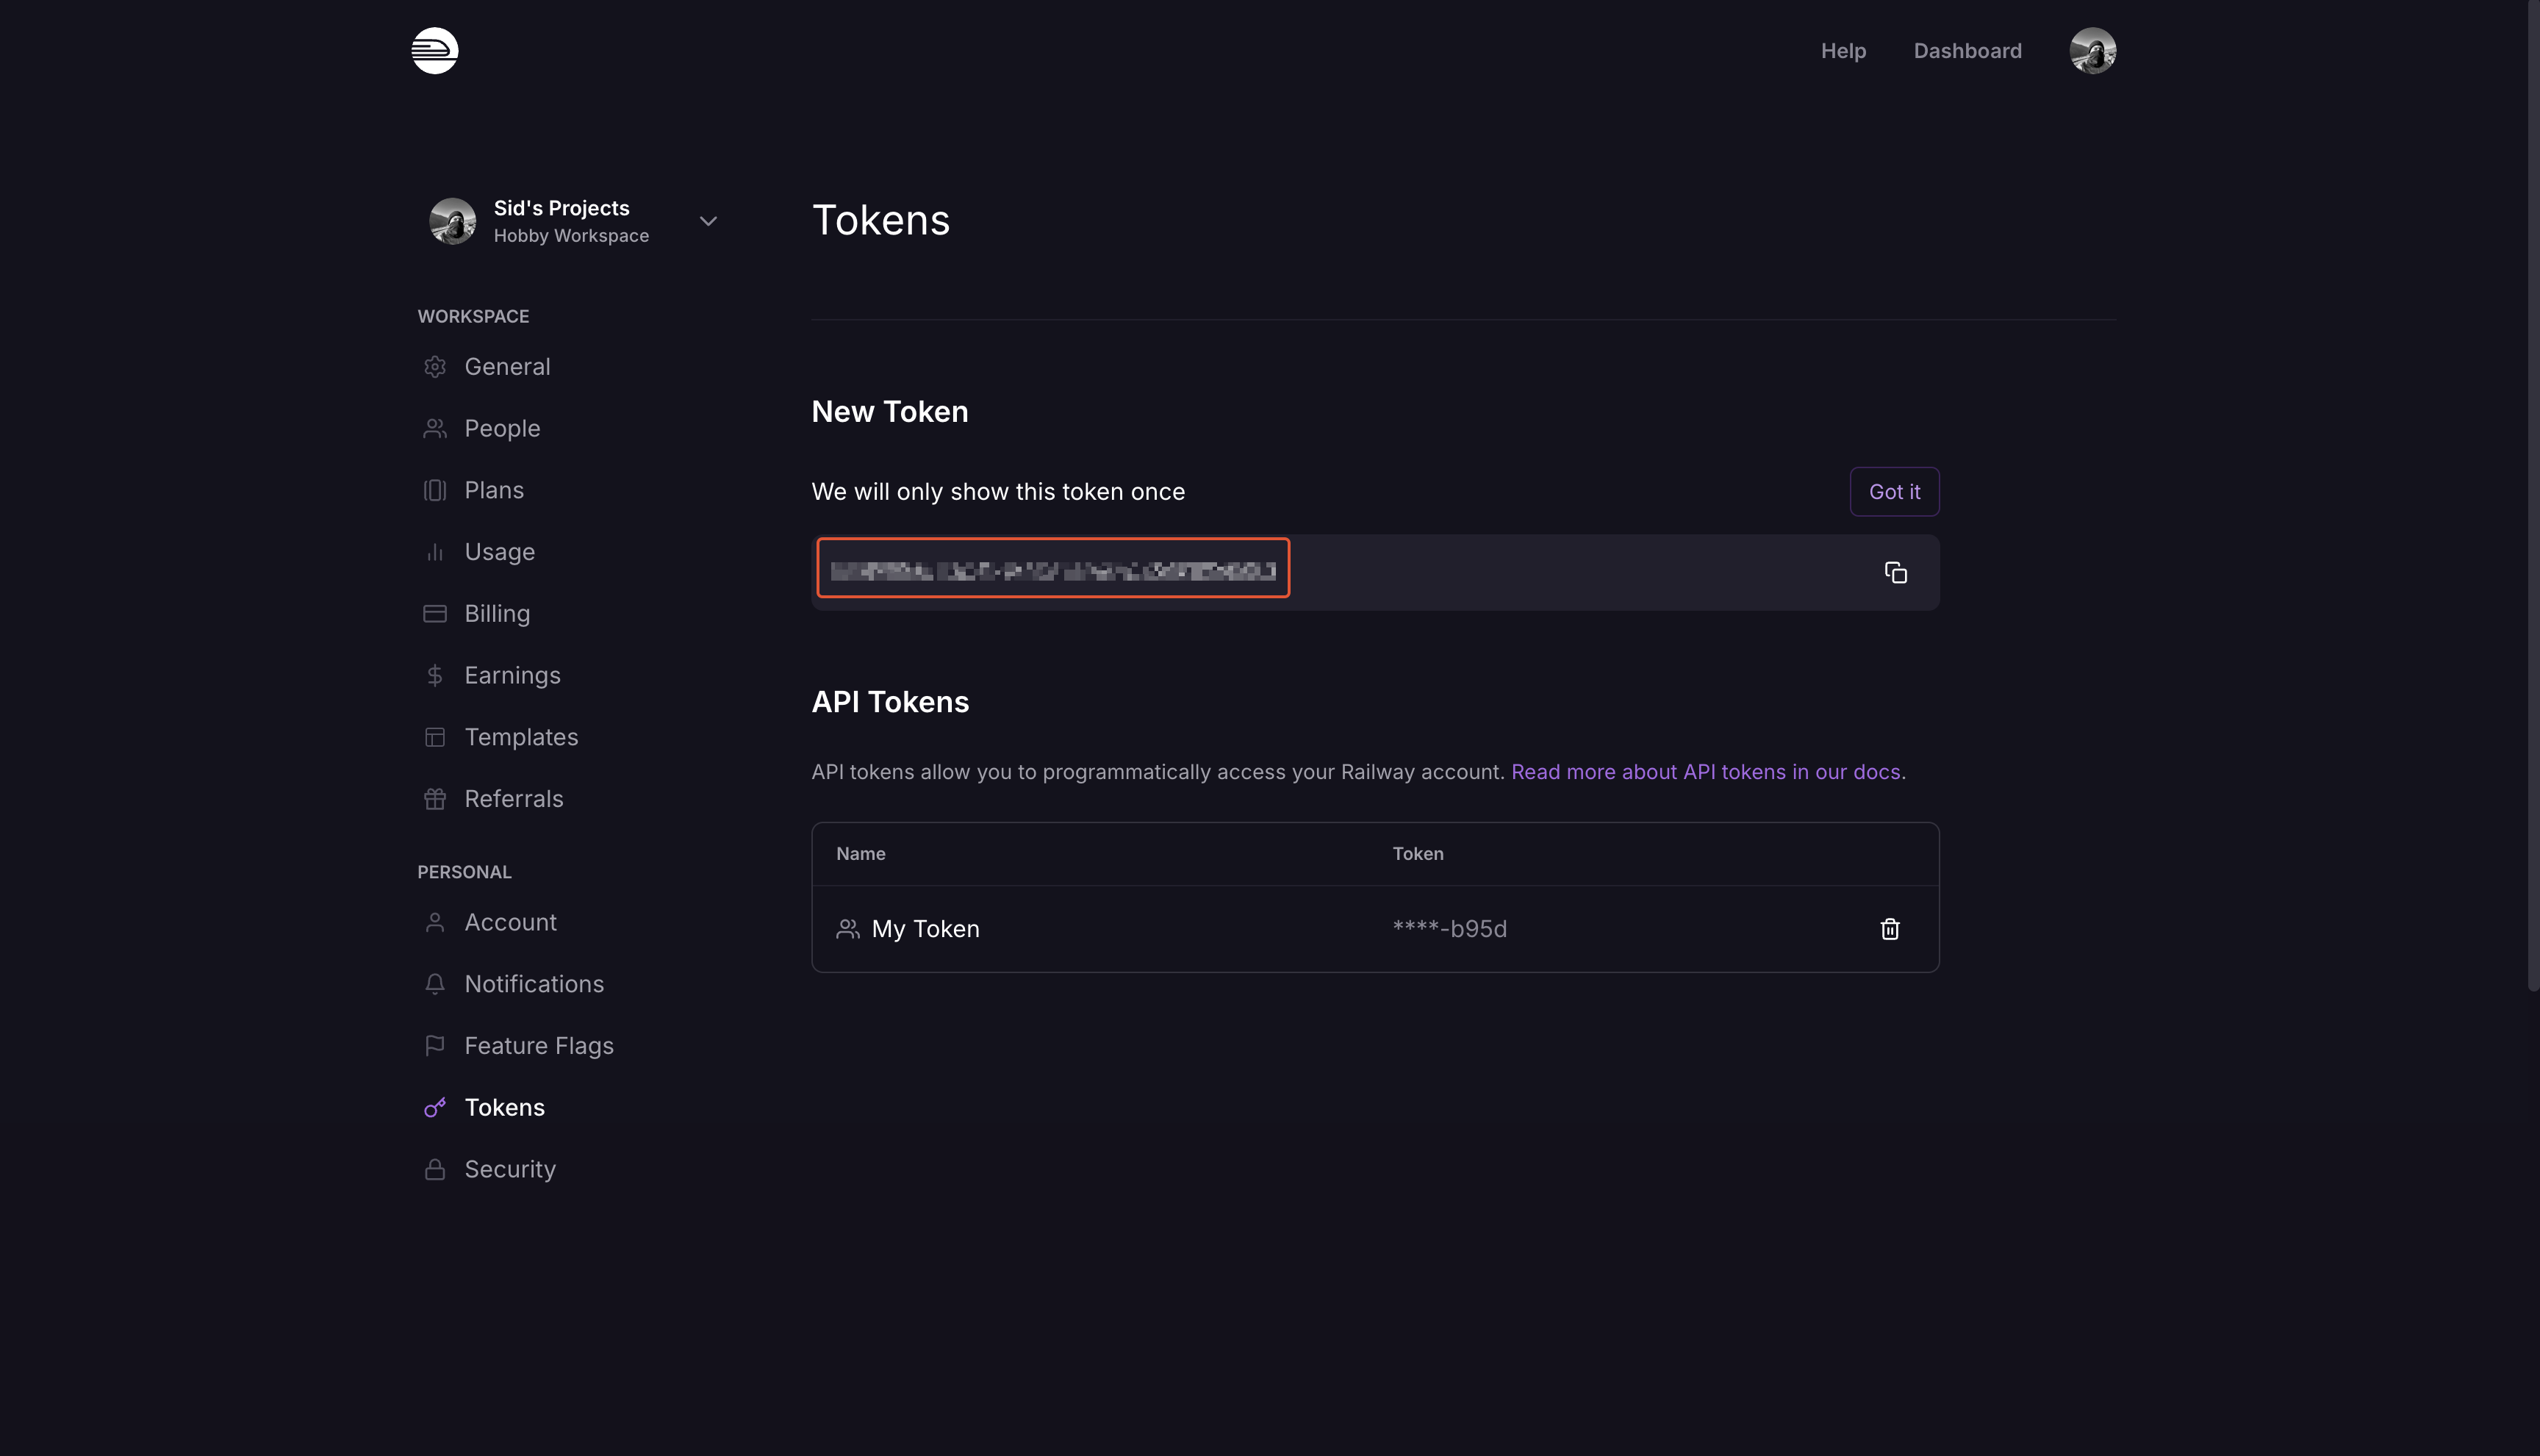 Help Dashboard
Sid's Projects
Hobby Workspace
WORKSPACE
General
People
Plans
Usage
Billing
Earnings
Templates
Referrals
PERSONAL
Account
Notifications
Feature Flags
Tokens
Security
Tokens
New Token
We will only show this token once
Got it
API Tokens
API tokens allow you to programmatically access your Railway account. Read more about API tokens in our docs.
Name Token
My Token ****-b95d